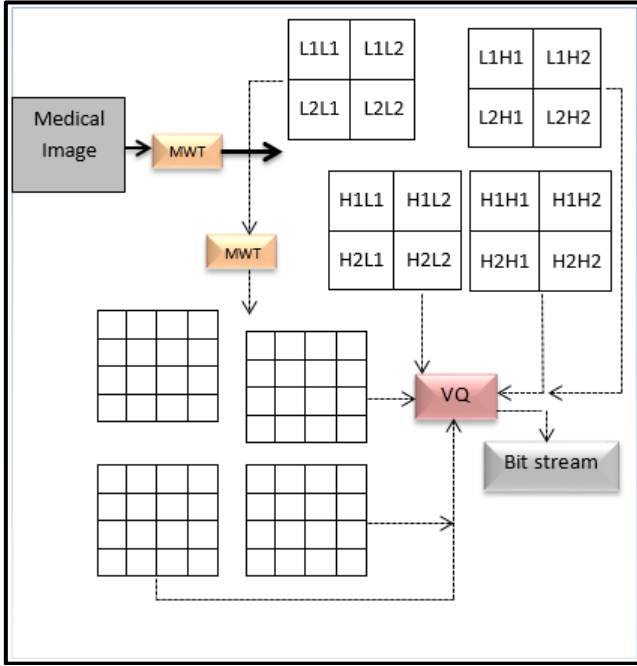 L1L1 L1L2
L2L1 L2L2
L1H1 L1H2
L2H1 L2H2
Medical
Image
MWT
H1L1 H1L2
H2L1 H2L2
H1H1 H1H2
H2H1 H2H2
MWT
VQ
Bit stream